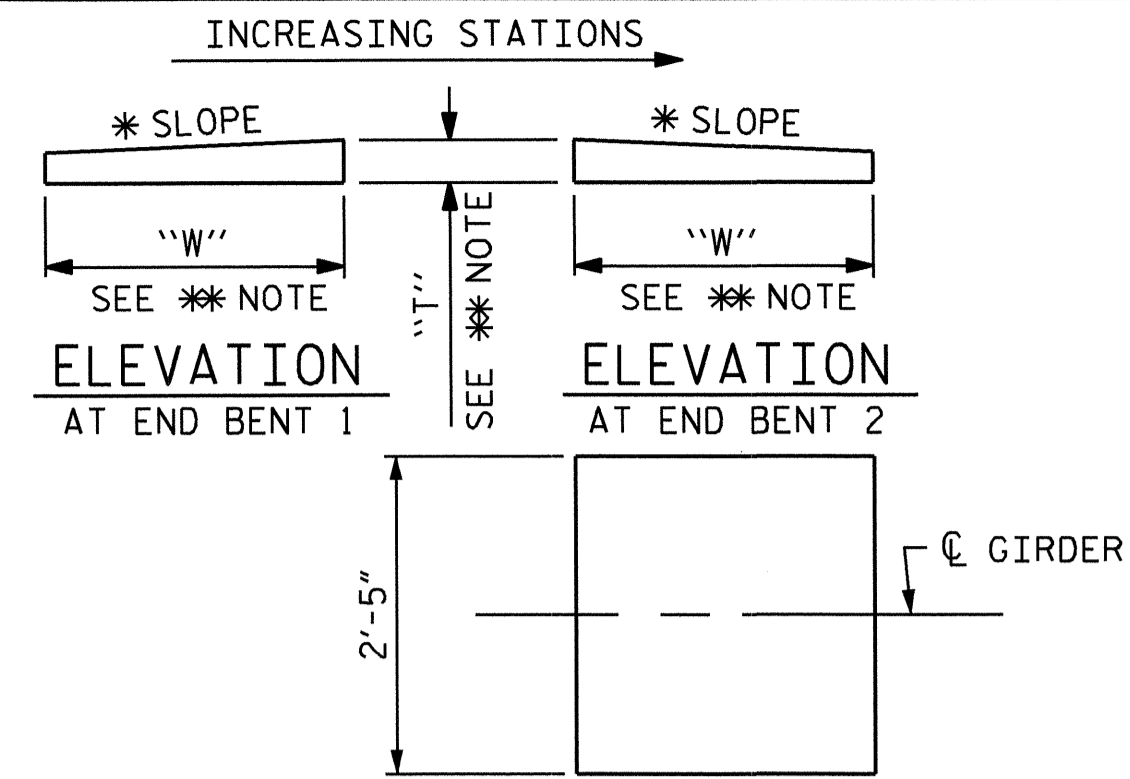 INCREASING STATIONS
* SLOPE
* SLOPE
"W"
SEE ** NOTE
"T"
SEE ** NOTE
"W"
SEE ** NOTE
ELEVATION
AT END BENT 1
ELEVATION
AT END BENT 2
2'-5"
℄ GIRDER